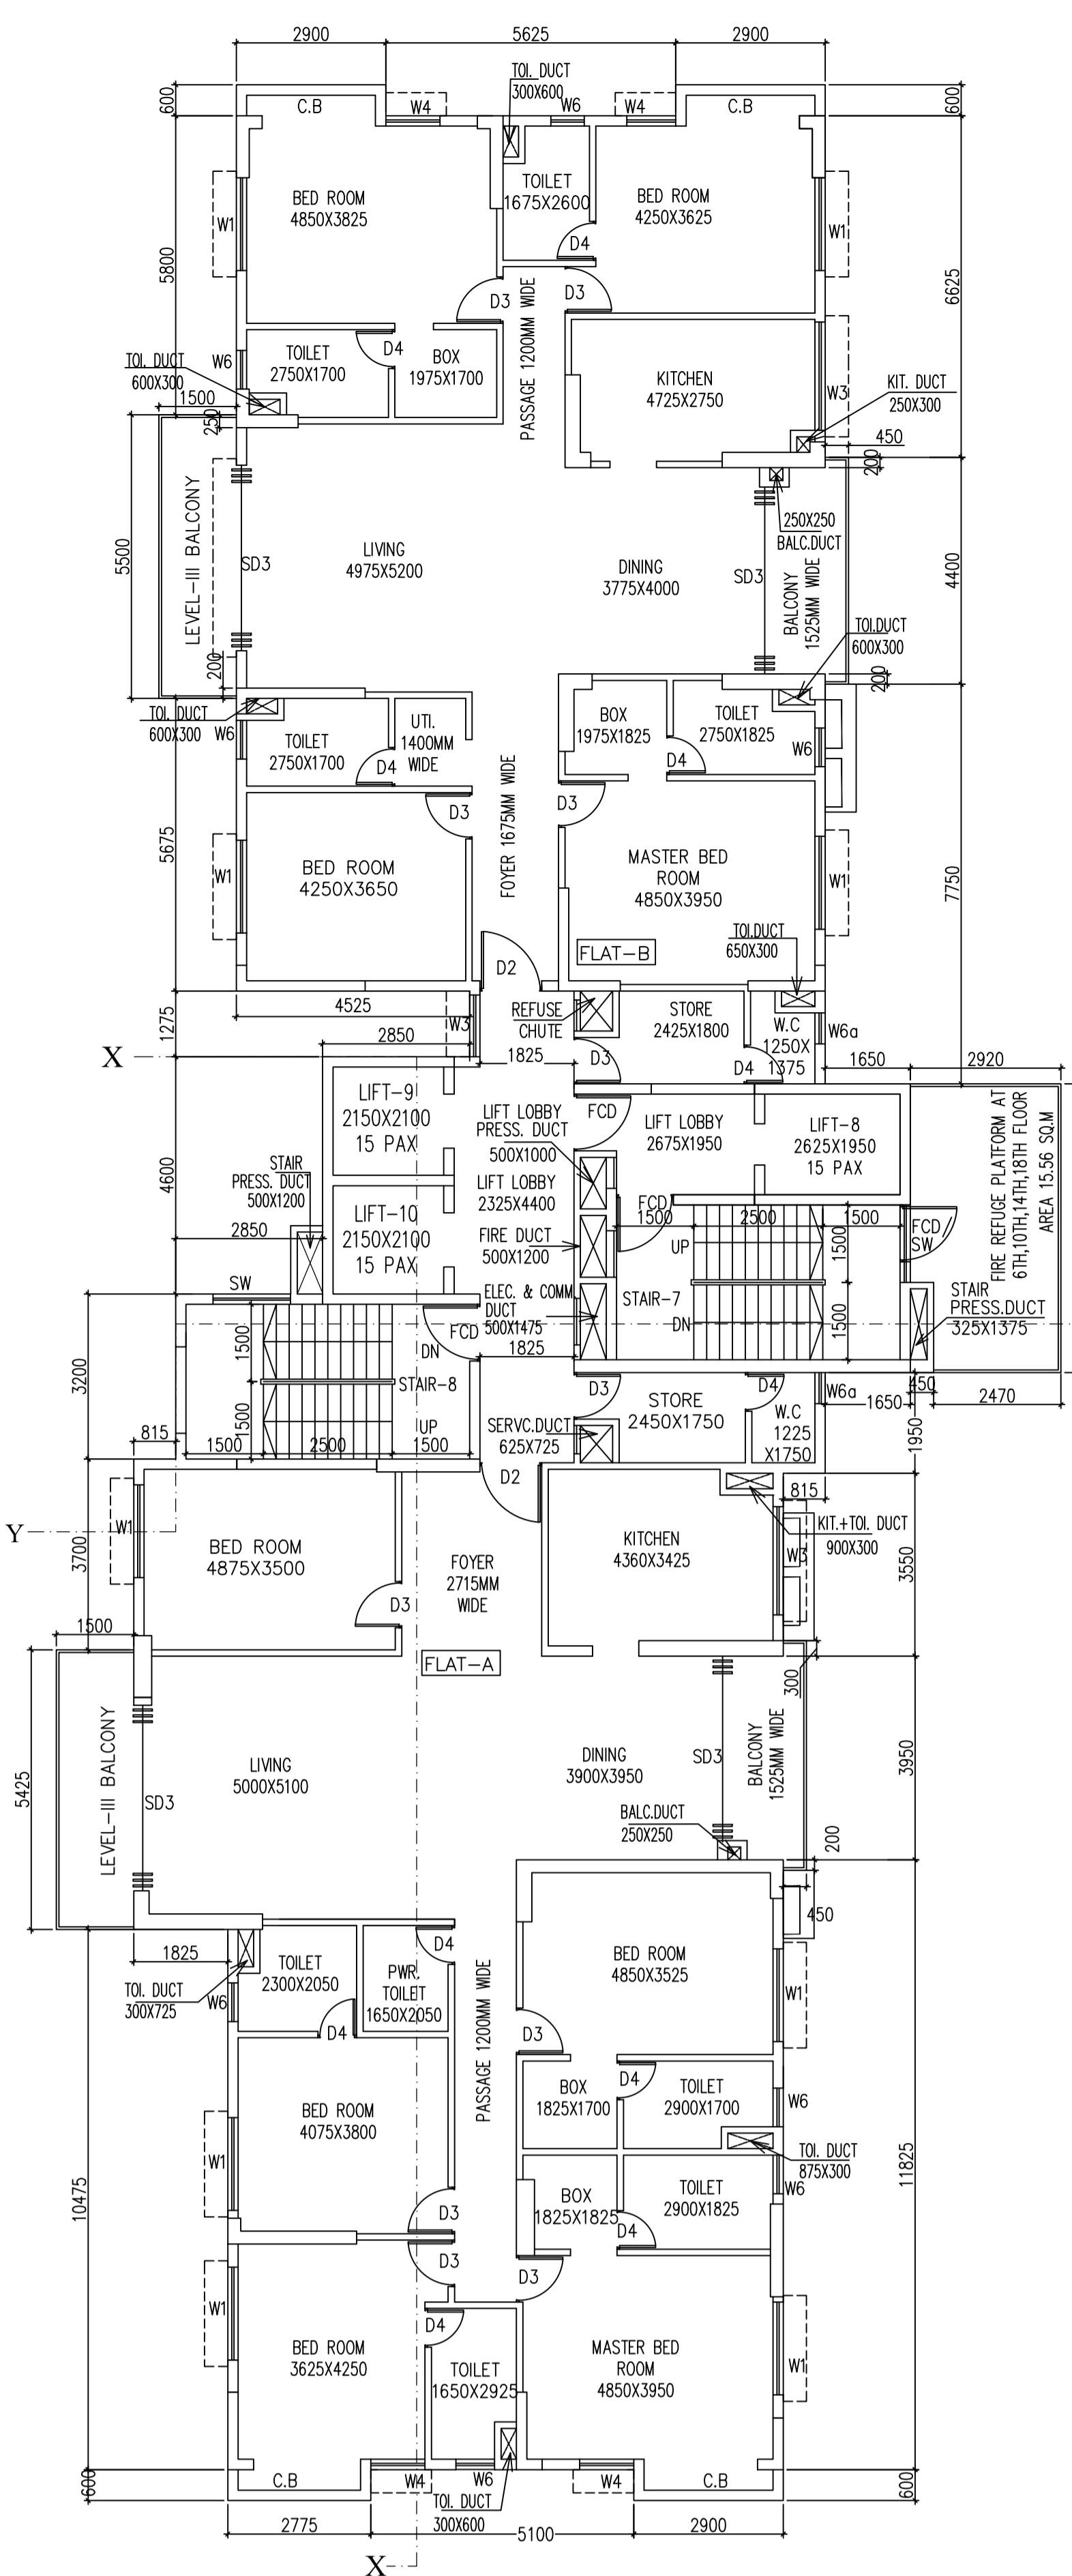 2900
5625
2900
TOI. DUCT
300X600
600
C.B
W4
W6
W4
C.B
600
BED ROOM
4850X3825
TOILET
1675X2600
BED ROOM
4250X3625
W1
W1
5800
6625
D4
D3
D3
PASSAGE 1200MM WIDE
TOI. DUCT
600X300
W6
TOILET
2750X1700
D4
BOX
1975X1700
KITCHEN
4725X2750
W3
KIT. DUCT
250X300
1500
250
450
200
LEVEL-III BALCONY
5500
SD3
LIVING
4975X5200
DINING
3775X4000
SD3
250X250
BALC.DUCT
BALCONY
1525MM WIDE
4400
TOI.DUCT
600X300
200
200
TOI. DUCT
600X300
W6
TOILET
2750X1700
D4
UTI.
1400MM
WIDE
BOX
1975X1825
TOILET
2750X1825
D4
W6
D3
FOYER 1675MM WIDE
D3
5675
W1
BED ROOM
4250X3650
MASTER BED
ROOM
4850X3950
W1
7750
FLAT-B
TOI.DUCT
650X300
D2
4525
REFUSE
CHUTE
STORE
2425X1800
W.C
1250X
1375
W6a
1275
W3
2850
X
1825
D3
D4
1650
2920
LIFT-9
2150X2100
15 PAX
LIFT LOBBY
PRESS. DUCT
500X1000
FCD
LIFT LOBBY
2675X1950
LIFT-8
2625X1950
15 PAX
FIRE REFUGE PLATFORM AT
6TH,10TH,14TH,18TH FLOOR
AREA 15.56 SQ.M
STAIR
PRESS. DUCT
500X1200
4600
LIFT LOBBY
2325X4400
FCD
LIFT-10
2150X2100
15 PAX
2850
1500
2500
1500
FIRE DUCT
500X1200
UP
1500
FCD
SW
SW
ELEC. & COMM.
DUCT
500X1475
STAIR-7
STAIR
PRESS.DUCT
325X1375
FCD
DN
1500
1500
DN
1825
3200
STAIR-8
D3
D4
W6a
450
1650
2470
STORE
2450X1750
1500
UP
SERVC.DUCT
625X725
W.C
1225
X1750
1950
815
1500
2500
1500
D2
815
Y
W1
3700
BED ROOM
4875X3500
FOYER
2715MM
WIDE
KITCHEN
4360X3425
W3
KIT.+TOI. DUCT
900X300
3550
D3
1500
FLAT-A
300
LEVEL-III BALCONY
5425
SD3
LIVING
5000X5100
DINING
3900X3950
SD3
BALCONY
1525MM WIDE
3950
BALC.DUCT
250X250
200
450
1825
D4
TOI. DUCT
300X725
W6
TOILET
2300X2050
PWR.
TOILET
1650X2050
D4
PASSAGE 1200MM WIDE
BED ROOM
4850X3525
W1
D3
BOX
1825X1700
D4
TOILET
2900X1700
W6
BED ROOM
4075X3800
W1
TOI. DUCT
875X300
10475
11825
BOX
1825X1825
TOILET
2900X1825
D4
W6
D3
D3
D3
W1
BED ROOM
3625X4250
D4
TOILET
1650X2925
MASTER BED
ROOM
4850X3950
W1
600
C.B
W4
W6
W4
C.B
600
TOI. DUCT
300X600
2775
5100
2900
X